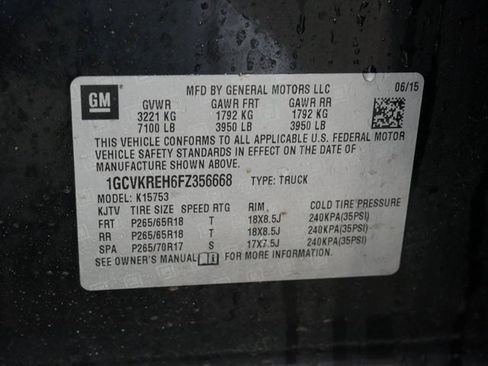 GM
MFD BY GENERAL MOTORS LLC
06/15
GVWR GAWR FRT GAWR RR
3221 KG 1792 KG 1792 KG
7100 LB 3950 LB 3950 LB
THIS VEHICLE CONFORMS TO ALL APPLICABLE U.S. FEDERAL MOTOR
VEHICLE SAFETY STANDARDS IN EFFECT ON THE DATE OF
MANUFACTURE SHOWN ABOVE.
1GCVKREH6FZ356668 TYPE: TRUCK
MODEL: K15753
KJTV TIRE SIZE SPEED RTG RIM COLD TIRE PRESSURE
FRT P265/65R18 T 18X8.5J 240KPA(35PSI)
RR P265/65R18 T 18X8.5J 240KPA(35PSI)
SPA P265/70R17 S 17X7.5J 240KPA(35PSI)
SEE OWNER'S MANUAL FOR MORE INFORMATION.